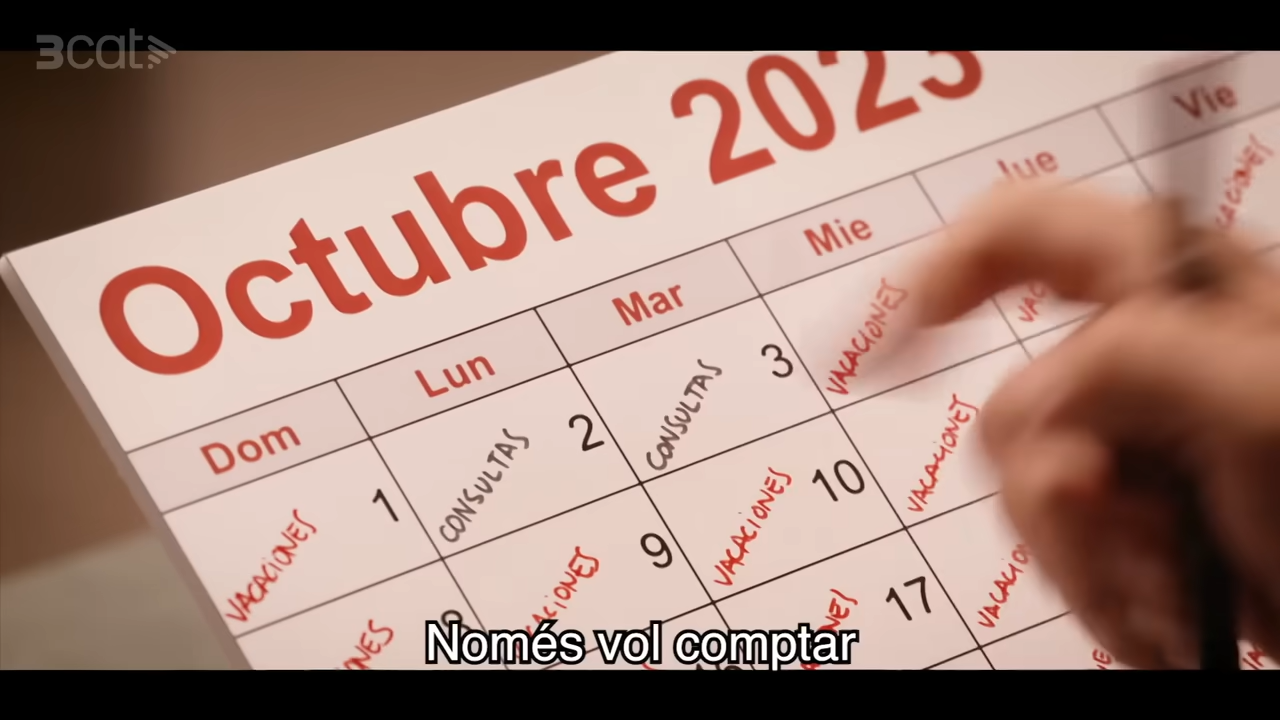 3cat
Octubre 2023
Dom Lun Mar Mie Jue Vie
VACACIONES 1 CONSULTAS 2 CONSULTAS 3 VACACIONES
VACACIONES 9 VACACIONES 10 VACACIONES
17
Només vol comptar